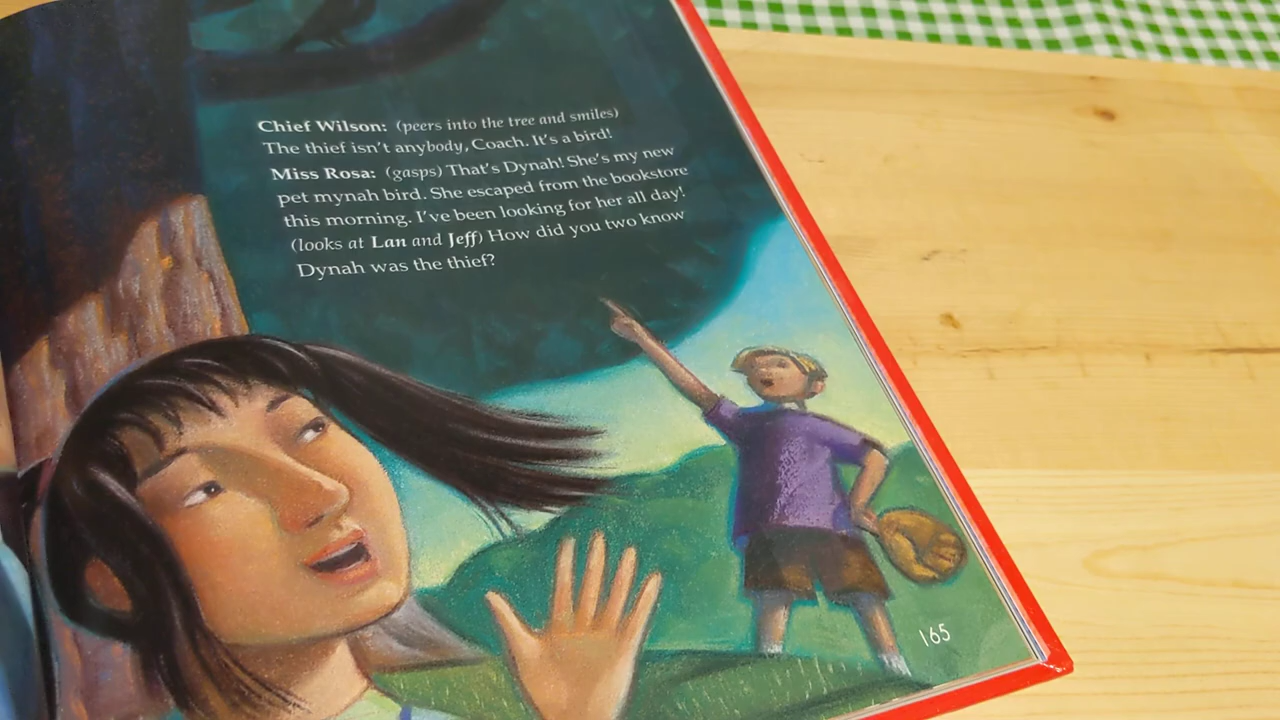 Chief Wilson: (peers into the tree and smiles)
The thief isn't anybody, Coach. It's a bird!
Miss Rosa: (gasps) That's Dynah! She's my new
pet mynah bird. She escaped from the bookstore
this morning. I've been looking for her all day!
(looks at Lan and Jeff) How did you two know
Dynah was the thief?
165